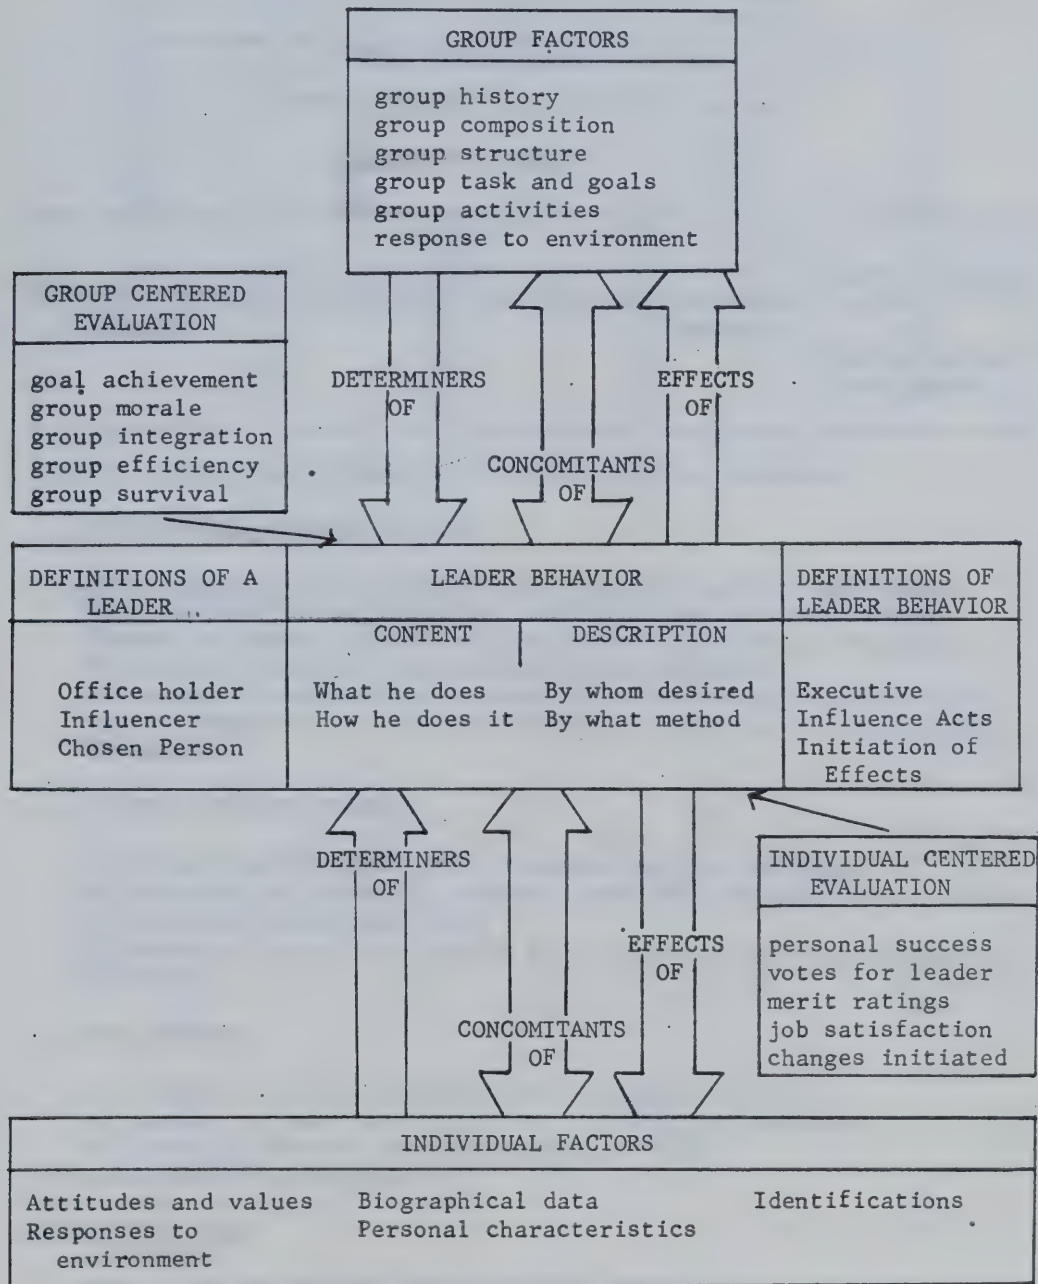 GROUP FACTORS
group history
group composition
group structure
group task and goals
group activities
response to environment
GROUP CENTERED
EVALUATION
goal achievement
group morale
group integration
group efficiency
group survival
DETERMINERS
OF
CONCOMITANTS
OF
EFFECTS
OF
DEFINITIONS OF A
LEADER
Office holder
Influencer
Chosen Person
LEADER BEHAVIOR
CONTENT
What he does
How he does it
DESCRIPTION
By whom desired
By what method
DEFINITIONS OF
LEADER BEHAVIOR
Executive
Influence Acts
Initiation of
Effects
DETERMINERS
OF
CONCOMITANTS
OF
EFFECTS
OF
INDIVIDUAL CENTERED
EVALUATION
personal success
votes for leader
merit ratings
job satisfaction
changes initiated
INDIVIDUAL FACTORS
Attitudes and values
Responses to
environment
Biographical data
Personal characteristics
Identifications